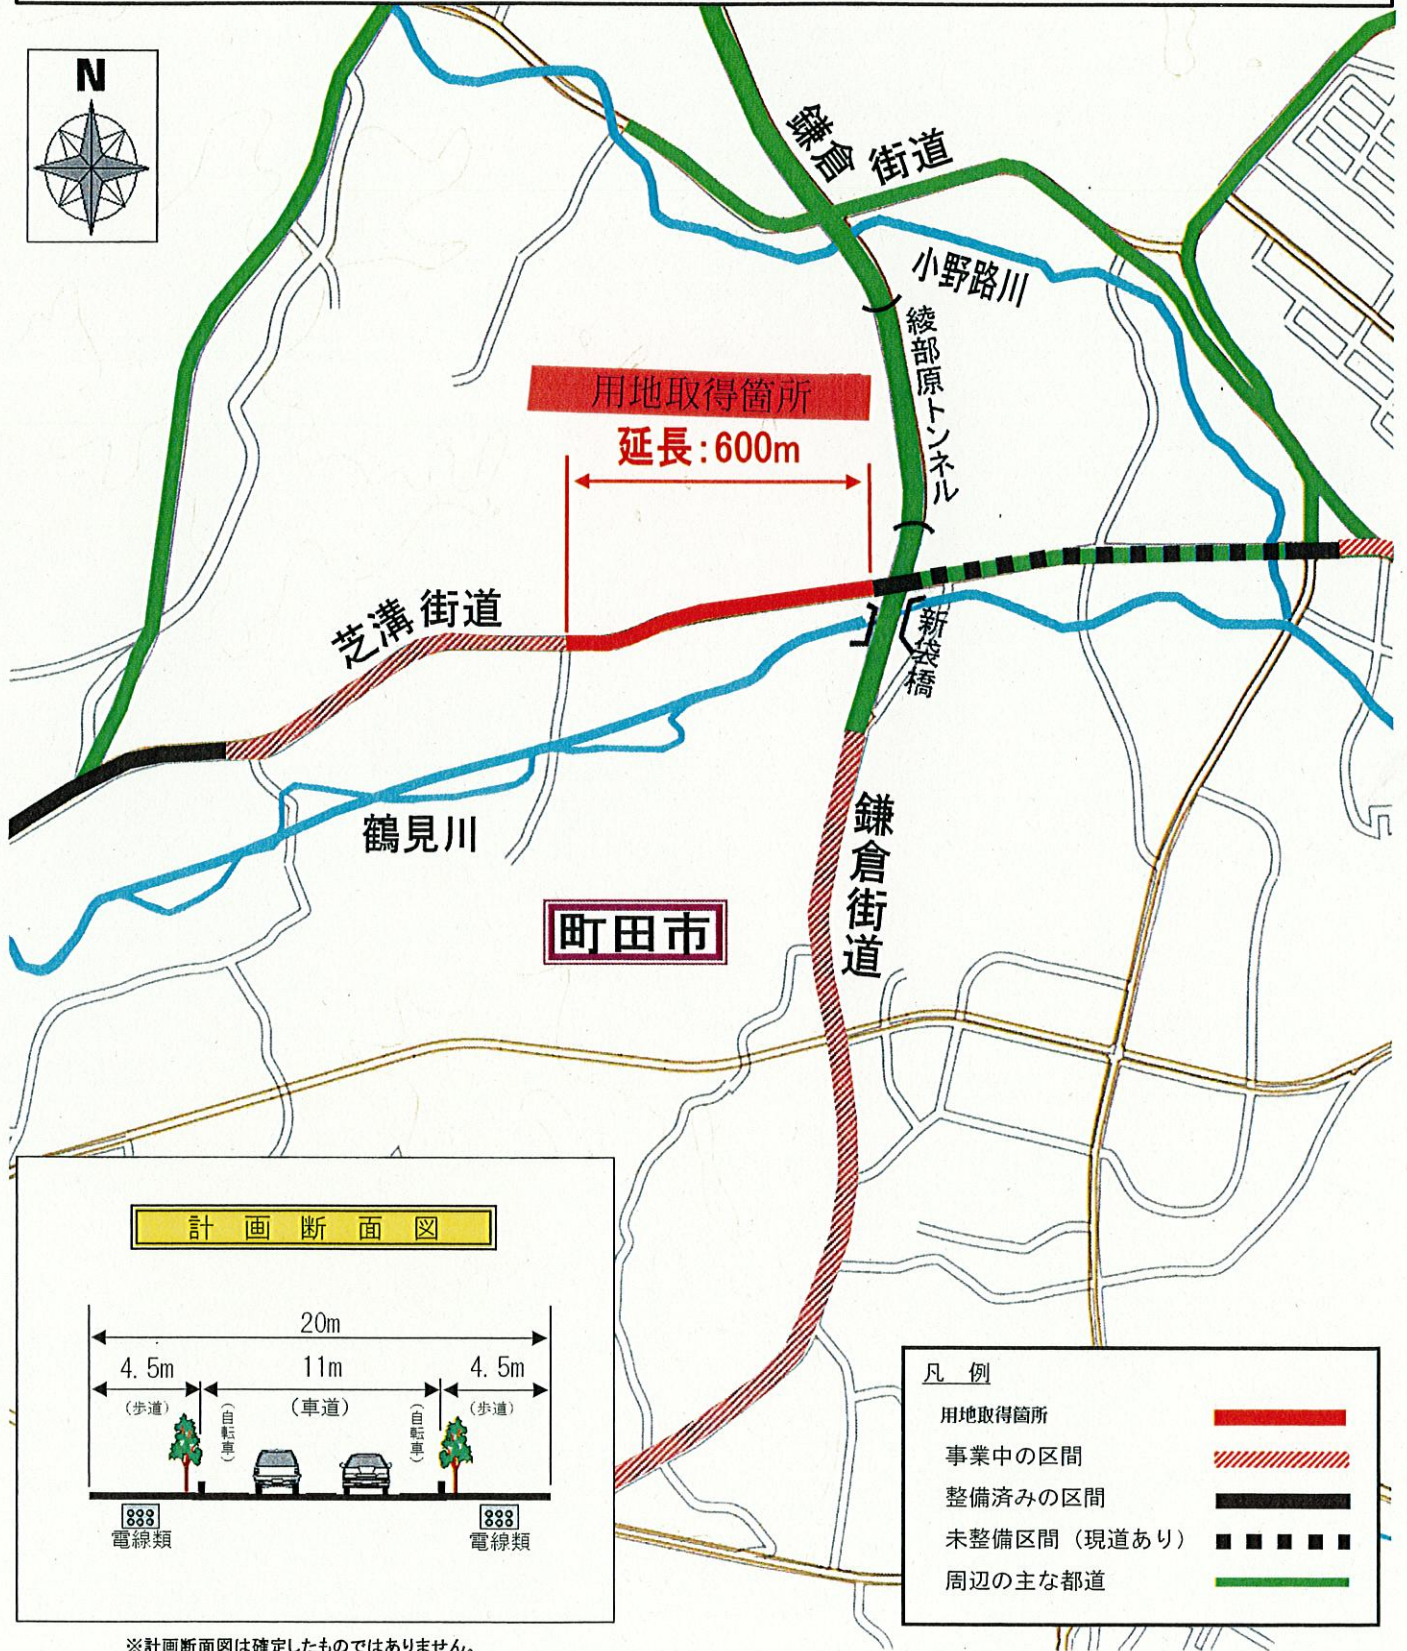 N
鎌倉 街道
小野路川
綾部原トンネル
用地取得箇所
延長:600m
芝溝 街道
新袋橋
鶴見川
鎌倉街道
町田市
計画断面図
20m
4.5m 11m 4.5m
(歩道) (自転車) (車道) (自転車) (歩道)
電線類 電線類
凡 例
用地取得箇所
事業中の区間
整備済みの区間
未整備区間(現道あり)
周辺の主な都道
※計画断面図は確定したものではありません。